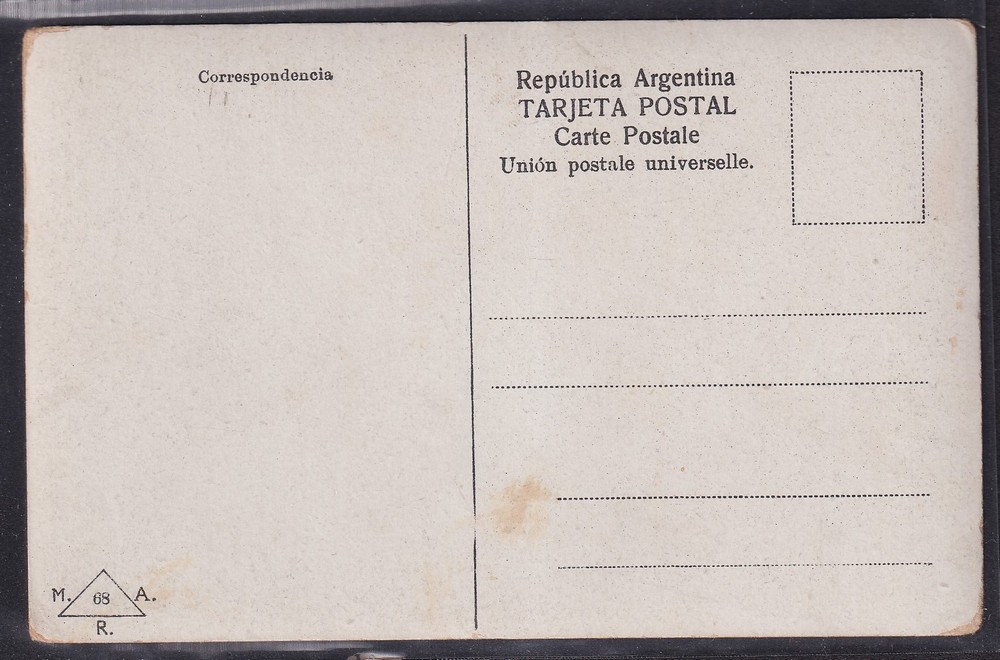 Correspondencia
República Argentina
TARJETA POSTAL
Carte Postale
Unión postale universelle.
M. 68 A.
R.